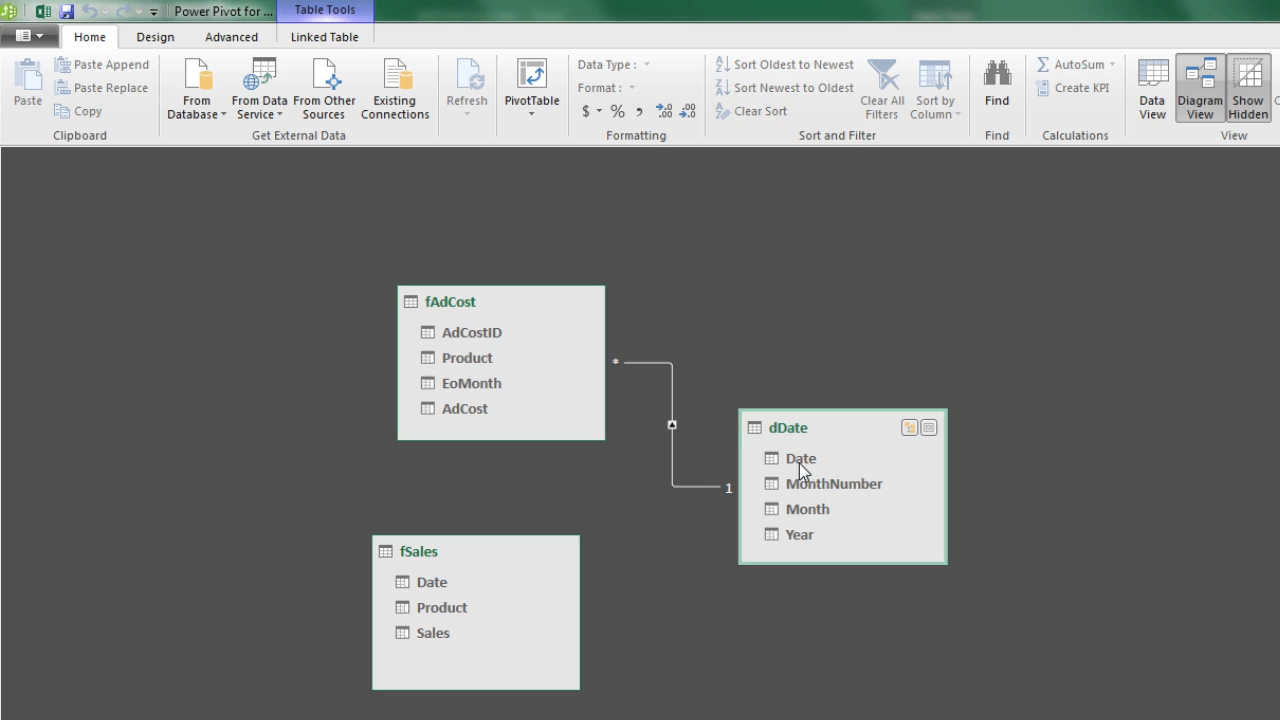 Power Pivot for ...
Table Tools
Home
Design
Advanced
Linked Table
Paste
Paste Append
Paste Replace
Copy
Clipboard
From Database
From Data Service
From Other Sources
Existing Connections
Get External Data
Refresh
PivotTable
Data Type :
Format :
$ % , .0 .00 .00 .0
Formatting
Sort Oldest to Newest
Sort Newest to Oldest
Clear Sort
Clear All Filters
Sort by Column
Sort and Filter
Find
Find
AutoSum
Create KPI
Calculations
Data View
Diagram View
Show Hidden
View
fAdCost
AdCostID
Product
EoMonth
AdCost
*
1
dDate
Date
MonthNumber
Month
Year
fSales
Date
Product
Sales